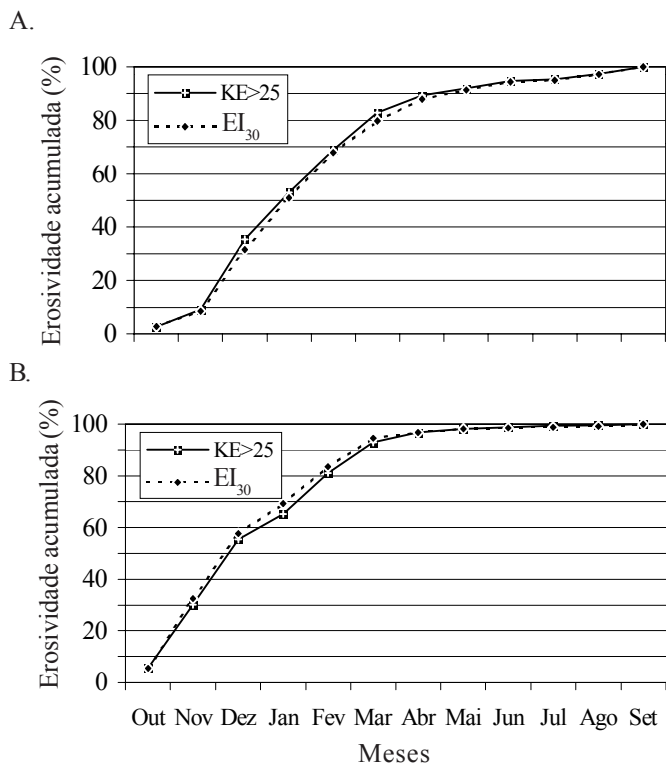 A.
Erosividade acumulada (%)
100
80
60
40
20
0
KE>25
EI30
B.
Erosividade acumulada (%)
100
80
60
40
20
0
KE>25
EI30
Out Nov Dez Jan Fev Mar Abr Mai Jun Jul Ago Set
Meses